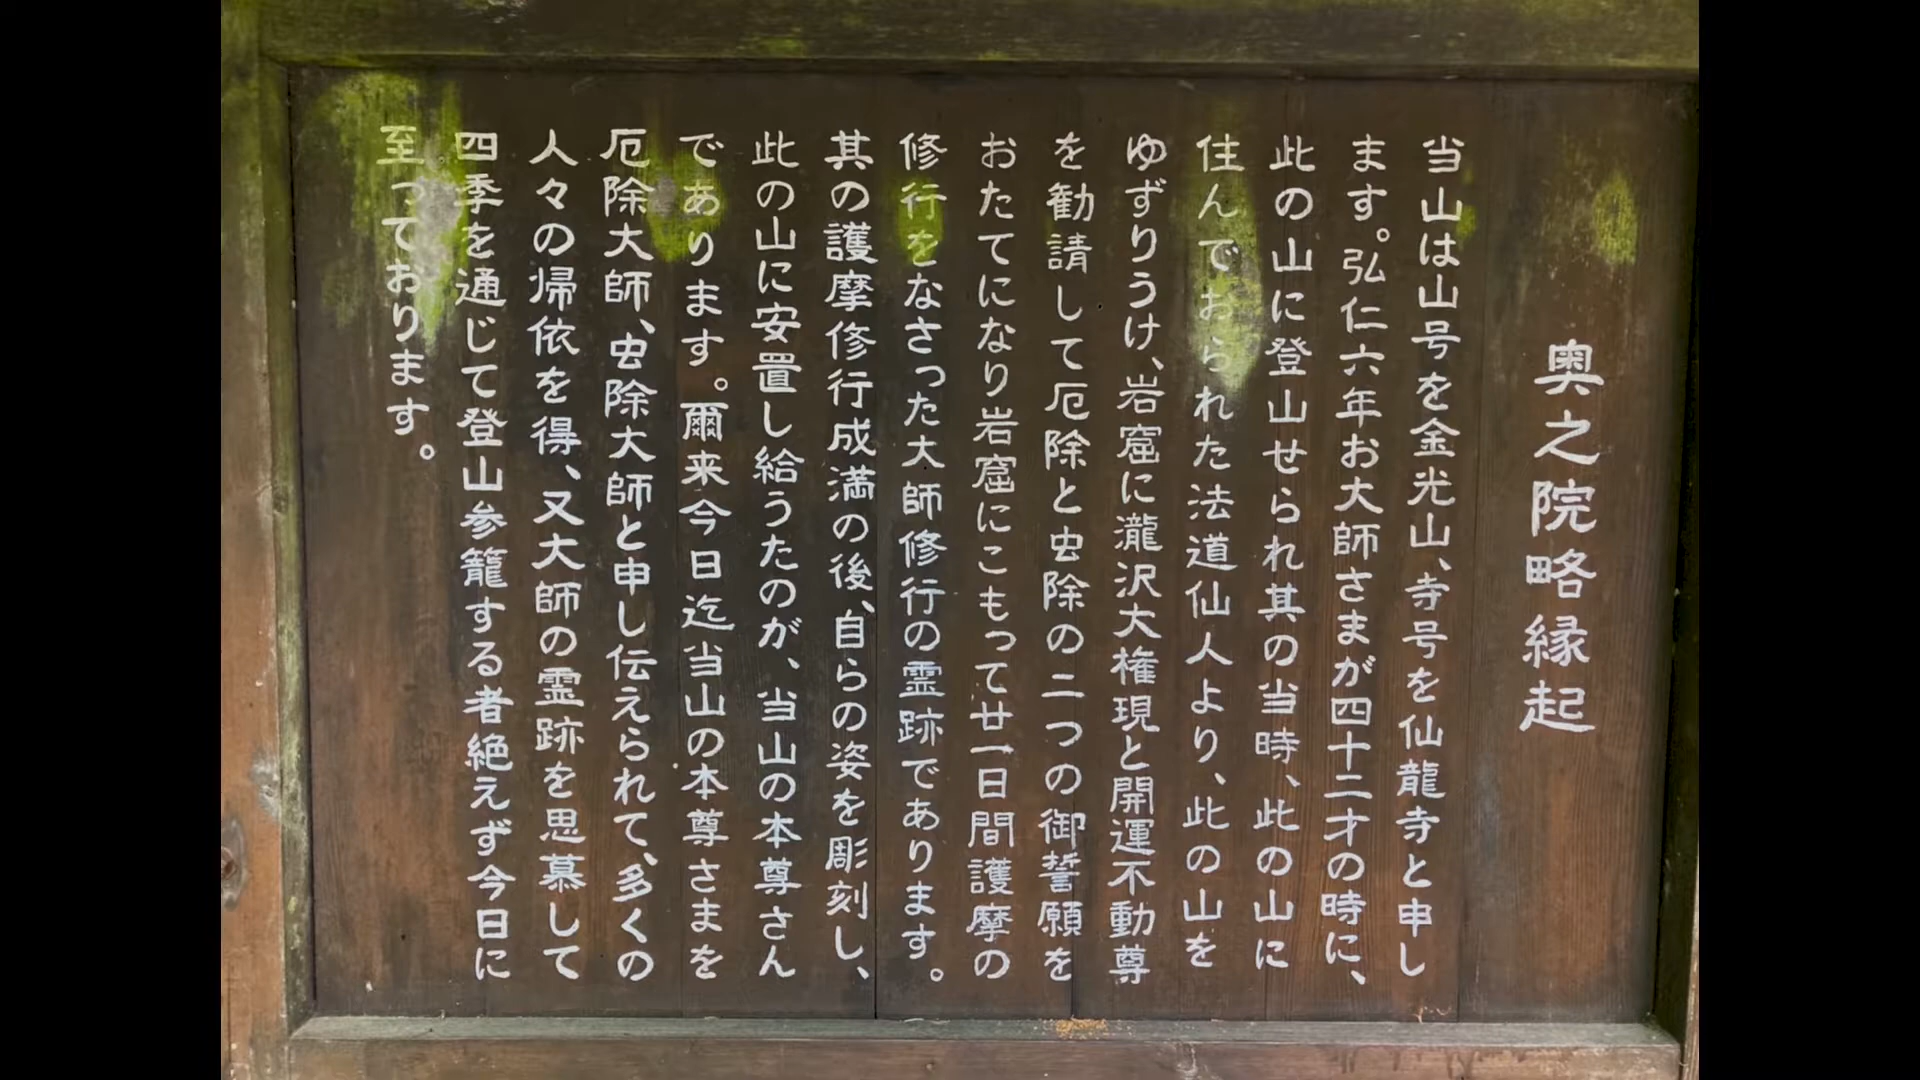 奥之院略縁起
当山は山号を金光山、寺号を仙龍寺と申し
ます。弘仁六年お大師さまが四十二才の時に、
此の山に登山せられ其の当時、此の山に
住んでおられた法道仙人より、此の山を
ゆずりうけ、岩窟に瀧沢大権現と開運不動尊
を勧請して厄除と虫除の二つの御誓願を
おたてになり岩窟にこもって廿一日間護摩の
修行をなさった大師修行の霊跡であります。
其の護摩修行成満の後、自らの姿を彫刻し、
此の山に安置し給うたのが、当山の本尊さん
であります。爾来今日迄当山の本尊さまを
厄除大師、虫除大師と申し伝えられて、多くの
人々の帰依を得、又大師の霊跡を思慕して
四季を通じて登山参籠する者絶えず今日に
至っております。